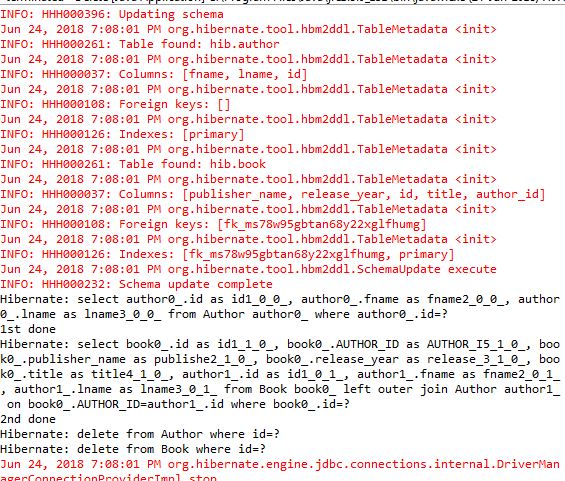 INFO: HHH000396: Updating schema
Jun 24, 2018 7:08:01 PM org.hibernate.tool.hbm2ddl.TableMetadata <init>
INFO: HHH000261: Table found: hib.author
Jun 24, 2018 7:08:01 PM org.hibernate.tool.hbm2ddl.TableMetadata <init>
INFO: HHH000037: Columns: [fname, lname, id]
Jun 24, 2018 7:08:01 PM org.hibernate.tool.hbm2ddl.TableMetadata <init>
INFO: HHH000108: Foreign keys: []
Jun 24, 2018 7:08:01 PM org.hibernate.tool.hbm2ddl.TableMetadata <init>
INFO: HHH000126: Indexes: [primary]
Jun 24, 2018 7:08:01 PM org.hibernate.tool.hbm2ddl.TableMetadata <init>
INFO: HHH000261: Table found: hib.book
Jun 24, 2018 7:08:01 PM org.hibernate.tool.hbm2ddl.TableMetadata <init>
INFO: HHH000037: Columns: [publisher_name, release_year, id, title, author_id]
Jun 24, 2018 7:08:01 PM org.hibernate.tool.hbm2ddl.TableMetadata <init>
INFO: HHH000108: Foreign keys: [fk_ms78w95gbtan68y22xglfhumg]
Jun 24, 2018 7:08:01 PM org.hibernate.tool.hbm2ddl.TableMetadata <init>
INFO: HHH000126: Indexes: [fk_ms78w95gbtan68y22xglfhumg, primary]
Jun 24, 2018 7:08:01 PM org.hibernate.tool.hbm2ddl.SchemaUpdate execute
INFO: HHH000232: Schema update complete
Hibernate: select author0_.id as id1_0_0_, author0_.fname as fname2_0_0_, author
0_.lname as lname3_0_0_ from Author author0_ where author0_.id=?
1st done
Hibernate: select book0_.id as id1_1_0_, book0_.AUTHOR_ID as AUTHOR_I5_1_0_, boo
k0_.publisher_name as publishe2_1_0_, book0_.release_year as release_3_1_0_, boo
k0_.title as title4_1_0_, author1_.id as id1_0_1_, author1_.fname as fname2_0_1_
, author1_.lname as lname3_0_1_ from Book book0_ left outer join Author author1_
on book0_.AUTHOR_ID=author1_.id where book0_.id=?
2nd done
Hibernate: delete from Author where id=?
Hibernate: delete from Book where id=?
Jun 24, 2018 7:08:01 PM org.hibernate.engine.jdbc.connections.internal.DriverMan
agerConnectionProviderImpl stop